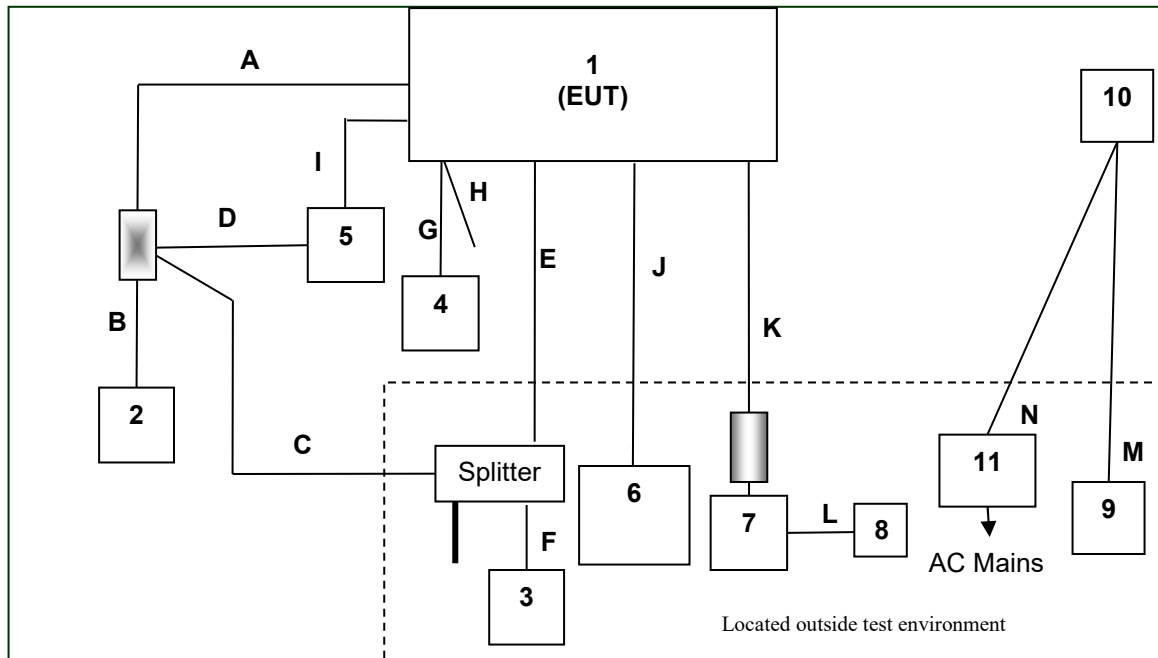 A
1
(EUT)
10
I
H
D
G
5
E
J
4
B
K
2
N
C
M
Splitter
11
6
9
7
L
8
F
AC Mains
3
Located outside test environment